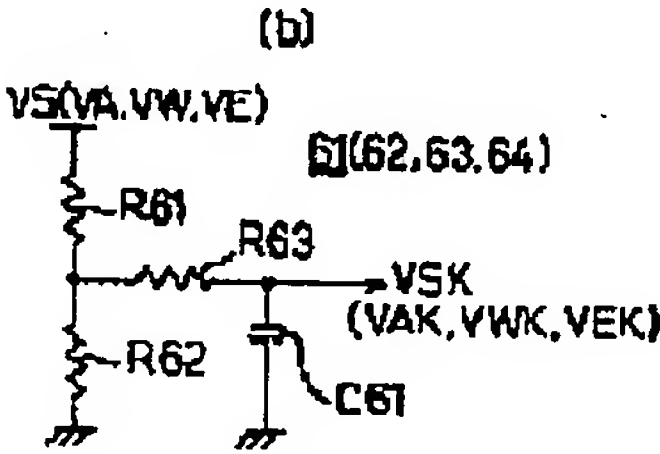 (b)
VS(VA.VW.VE)
61(62,63,64)
R61
R63
VSK
(VAK,VWK,VEK)
R62
C61